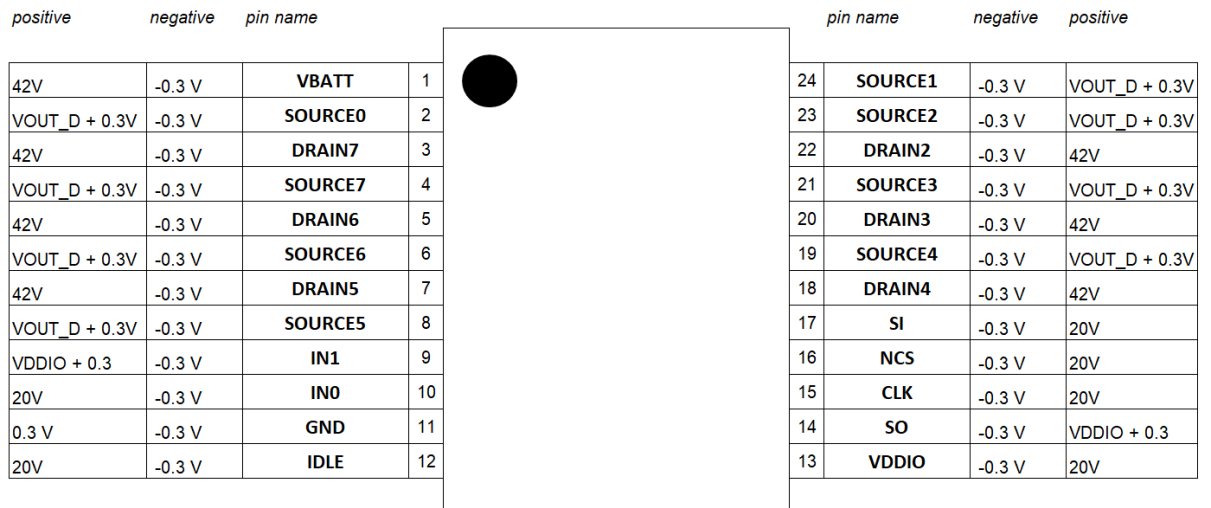 positive negative pin name pin name negative positive
42V -0.3 V VBATT 1 24 SOURCE1 -0.3 V VOUT_D + 0.3V
VOUT_D + 0.3V -0.3 V SOURCE0 2 23 SOURCE2 -0.3 V VOUT_D + 0.3V
42V -0.3 V DRAIN7 3 22 DRAIN2 -0.3 V 42V
VOUT_D + 0.3V -0.3 V SOURCE7 4 21 SOURCE3 -0.3 V VOUT_D + 0.3V
42V -0.3 V DRAIN6 5 20 DRAIN3 -0.3 V 42V
VOUT_D + 0.3V -0.3 V SOURCE6 6 19 SOURCE4 -0.3 V VOUT_D + 0.3V
42V -0.3 V DRAIN5 7 18 DRAIN4 -0.3 V 42V
VOUT_D + 0.3V -0.3 V SOURCE5 8 17 SI -0.3 V 20V
VDDIO + 0.3 -0.3 V IN1 9 16 NCS -0.3 V 20V
20V -0.3 V IN0 10 15 CLK -0.3 V 20V
0.3 V -0.3 V GND 11 14 SO -0.3 V VDDIO + 0.3
20V -0.3 V IDLE 12 13 VDDIO -0.3 V 20V